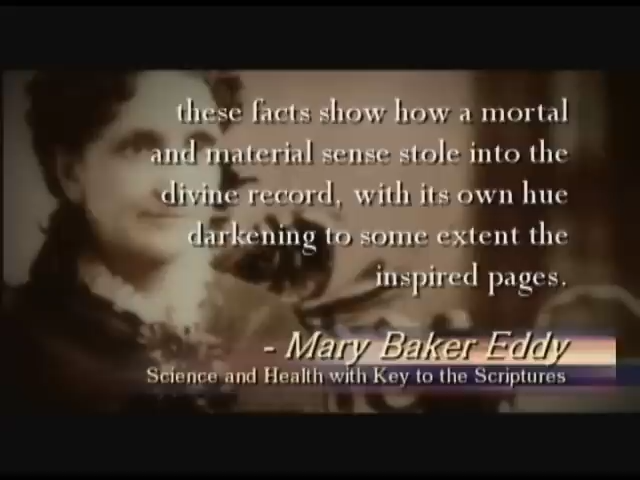 these facts show how a mortal
and material sense stole into the
divine record, with its own hue
darkening to some extent the
inspired pages.
- Mary Baker Eddy
Science and Health with Key to the Scriptures